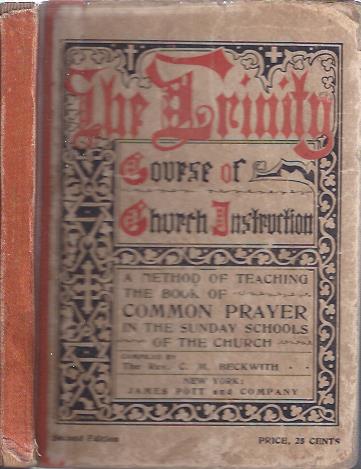 The Trinity
Course of
Church Instruction
A METHOD OF TEACHING
THE BOOK OF
COMMON PRAYER
IN THE SUNDAY SCHOOLS
OF THE CHURCH
COMPILED BY
The Rev. C. M. BECKWITH
NEW YORK:
JAMES POTT and COMPANY
Second Edition
PRICE, 25 CENTS